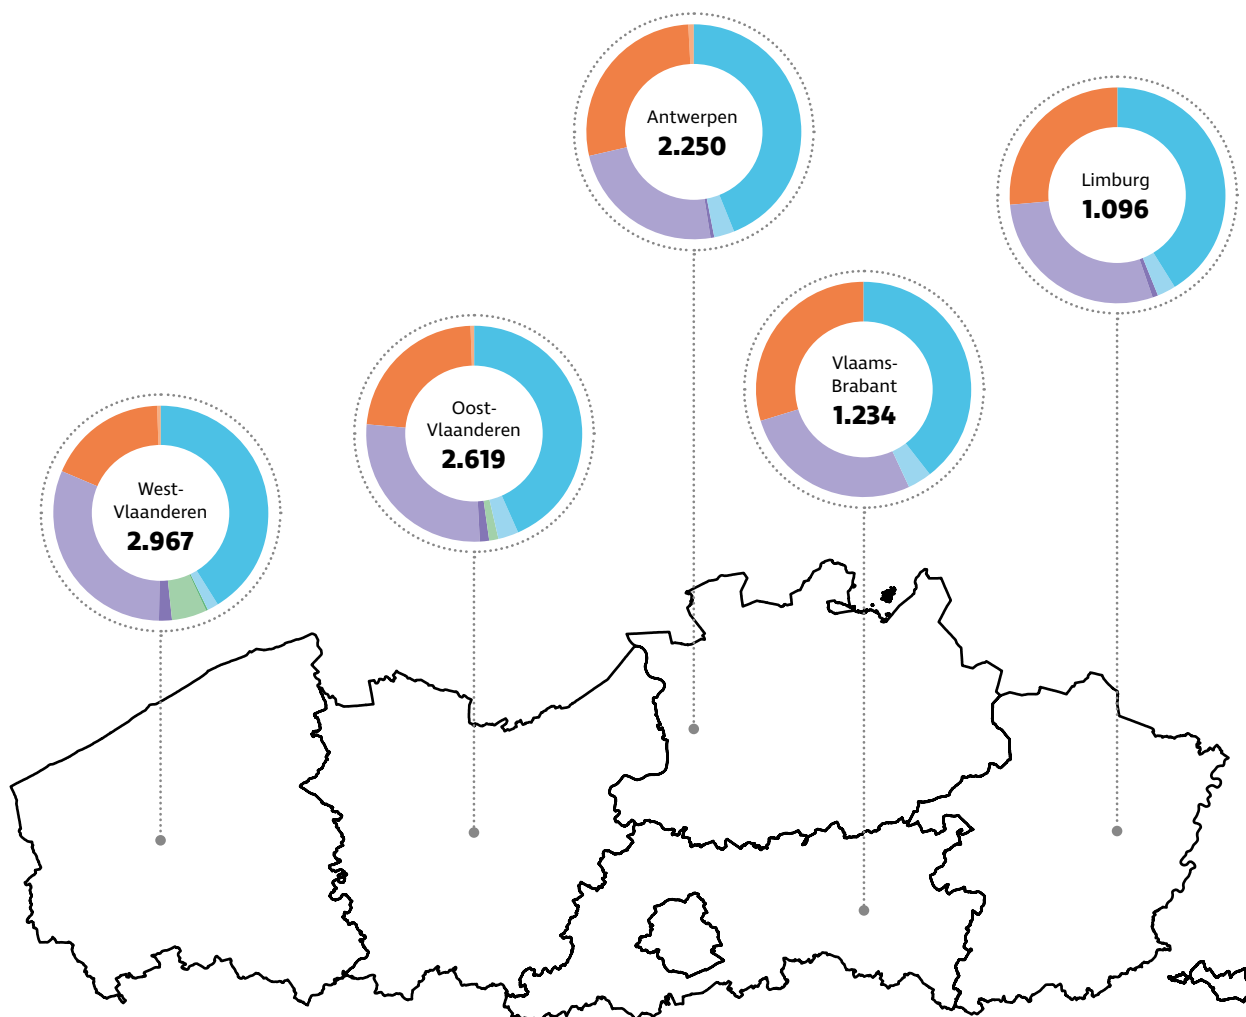 Antwerpen
2.250
Limburg
1.096
Vlaams-
Brabant
1.234
Oost-
Vlaanderen
2.619
West-
Vlaanderen
2.967